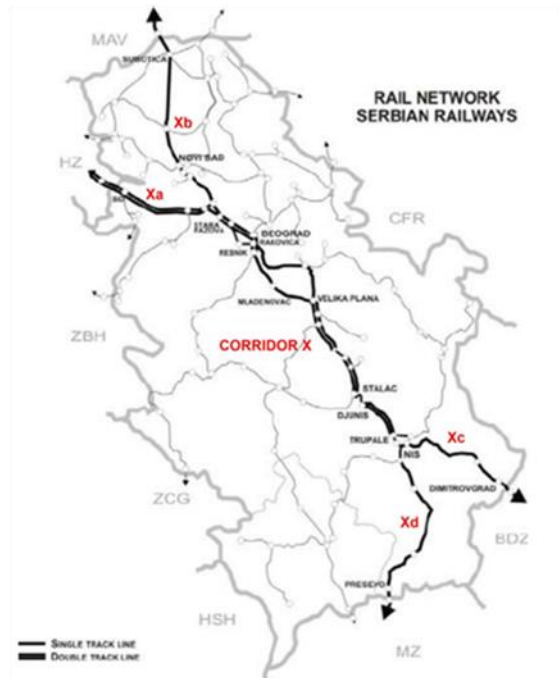 MAV
SUBOTICA
RAIL NETWORK
SERBIAN RAILWAYS
Xb
NOVI SAD
HZ
Xa
STARA
PAZOVA
CFR
BEOGRAD
RAKOVICA
RESNIK
MLADENOVAC
VELIKA PLANA
ZBH
CORRIDOR X
STALAC
DJUNIS
TRUPALE
NIS
Xc
DIMITROVGRAD
ZCG
Xd
BDZ
PRESEVO
HSH
MZ
SINGLE TRACK LINE
DOUBLE TRACK LINE